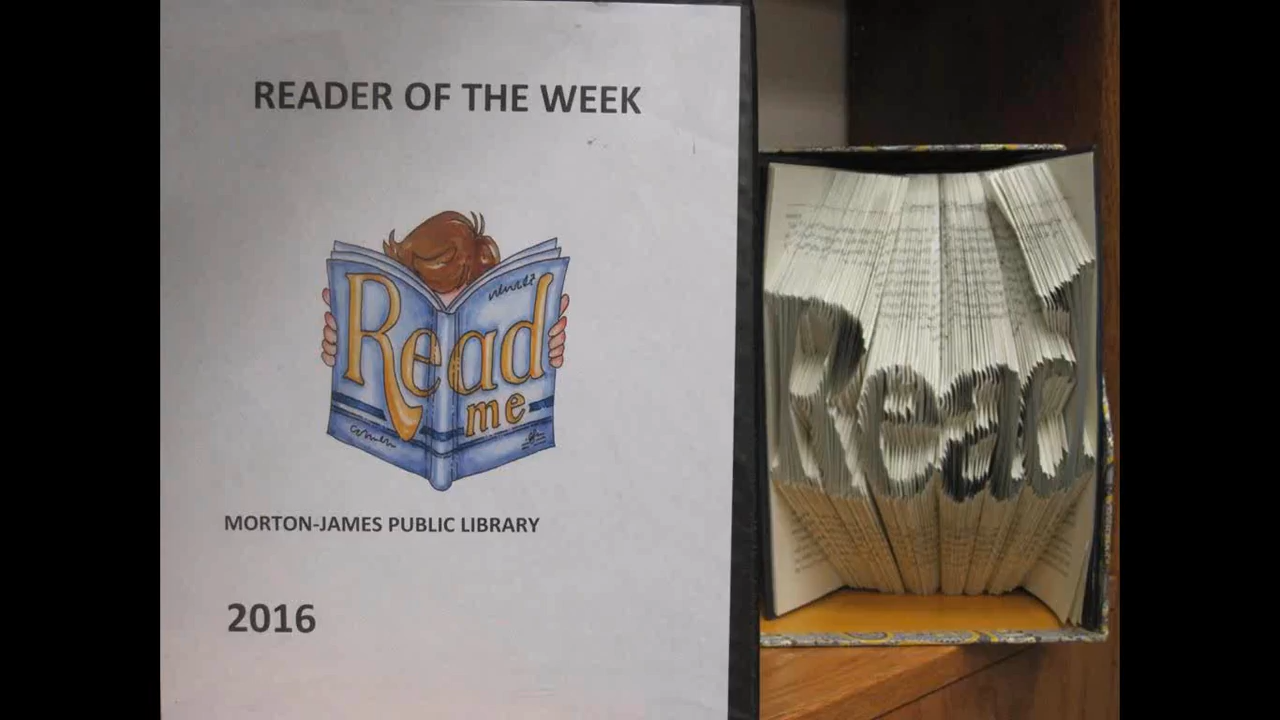 READER OF THE WEEK
Read
me
MORTON-JAMES PUBLIC LIBRARY
2016
Read